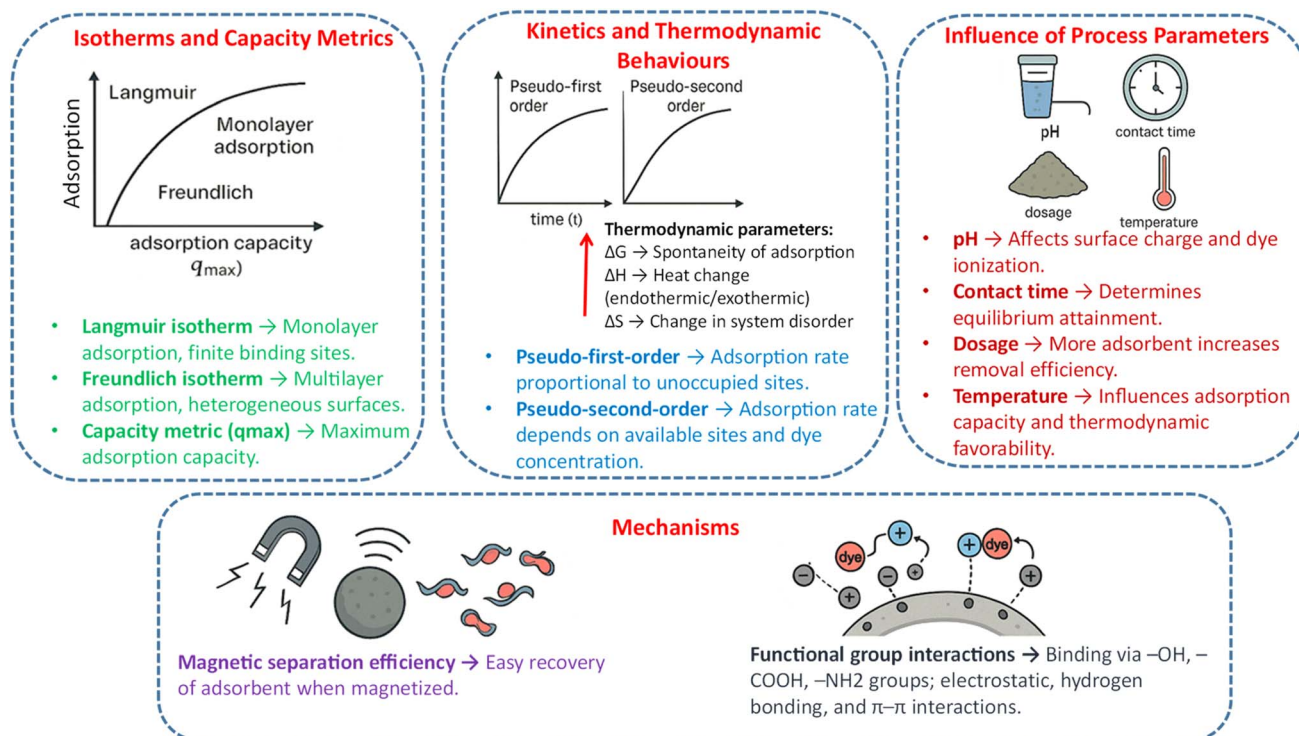 Isotherms and Capacity Metrics
Adsorption
Langmuir
Monolayer
adsorption
Freundlich
adsorption capacity
qmax)
• Langmuir isotherm → Monolayer
adsorption, finite binding sites.
• Freundlich isotherm → Multilayer
adsorption, heterogeneous surfaces.
• Capacity metric (qmax) → Maximum
adsorption capacity.
Kinetics and Thermodynamic
Behaviours
Pseudo-first
order
Pseudo-second
order
time (t)
Thermodynamic parameters:
ΔG → Spontaneity of adsorption
ΔH → Heat change
(endothermic/exothermic)
ΔS → Change in system disorder
• Pseudo-first-order → Adsorption rate
proportional to unoccupied sites.
• Pseudo-second-order → Adsorption rate
depends on available sites and dye
concentration.
Influence of Process Parameters
pH
contact time
dosage
temperature
• pH → Affects surface charge and dye
ionization.
• Contact time → Determines
equilibrium attainment.
• Dosage → More adsorbent increases
removal efficiency.
• Temperature → Influences adsorption
capacity and thermodynamic
favorability.
Mechanisms
Magnetic separation efficiency → Easy recovery
of adsorbent when magnetized.
dye
+
−
+
−
+
+
dye
+
Functional group interactions → Binding via –OH, –
COOH, –NH2 groups; electrostatic, hydrogen
bonding, and π–π interactions.